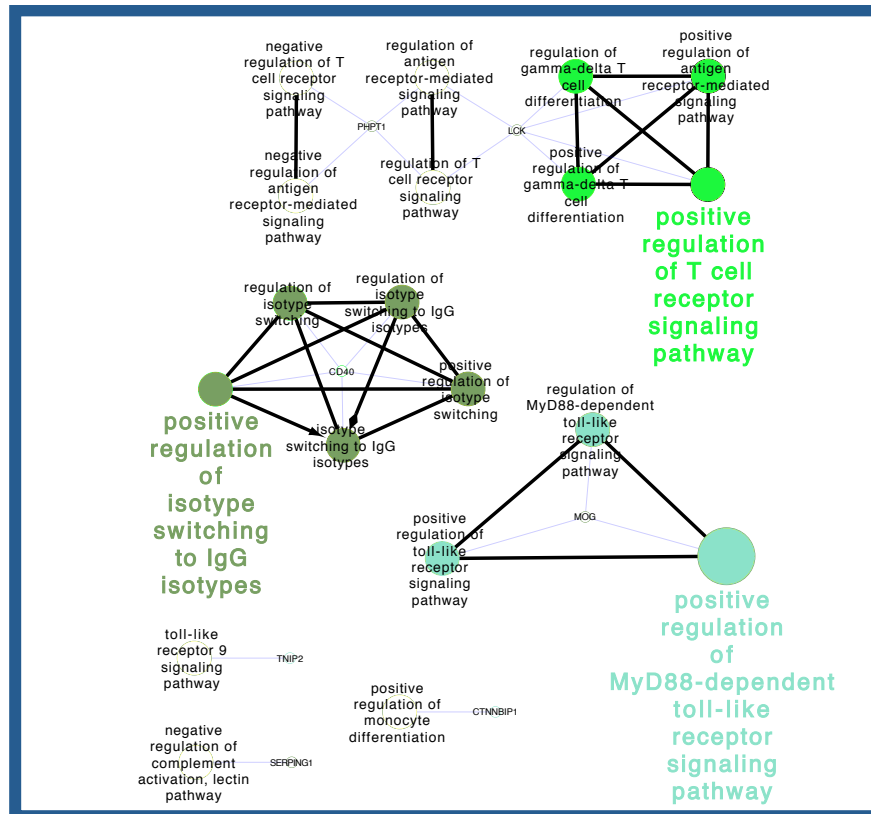 negative
regulation of T
cell receptor
signaling
pathway
regulation of
antigen
receptor-mediated
signaling
pathway
regulation of
gamma-delta T
cell
differentiation
positive
regulation of
antigen
receptor-mediated
signaling
pathway
PHPT1
LCK
negative
regulation of
antigen
receptor-mediated
signaling
pathway
regulation of T
cell receptor
signaling
pathway
positive
regulation of
gamma-delta T
cell
differentiation
positive
regulation
of T cell
receptor
signaling
pathway
regulation of
isotype
switching
regulation of
isotype
switching to IgG
isotypes
CD40
positive
regulation of
isotype
switching
positive
regulation
of
isotype
switching
to IgG
isotypes
isotype
switching to IgG
isotypes
regulation of
MyD88-dependent
toll-like
receptor
signaling
pathway
MOG
positive
regulation of
toll-like
receptor
signaling
pathway
positive
regulation
of
MyD88-dependent
toll-like
receptor
signaling
pathway
toll-like
receptor 9
signaling
pathway
TNIP2
positive
regulation of
monocyte
differentiation
CTNNBIP1
negative
regulation of
complement
activation, lectin
pathway
SERPING1